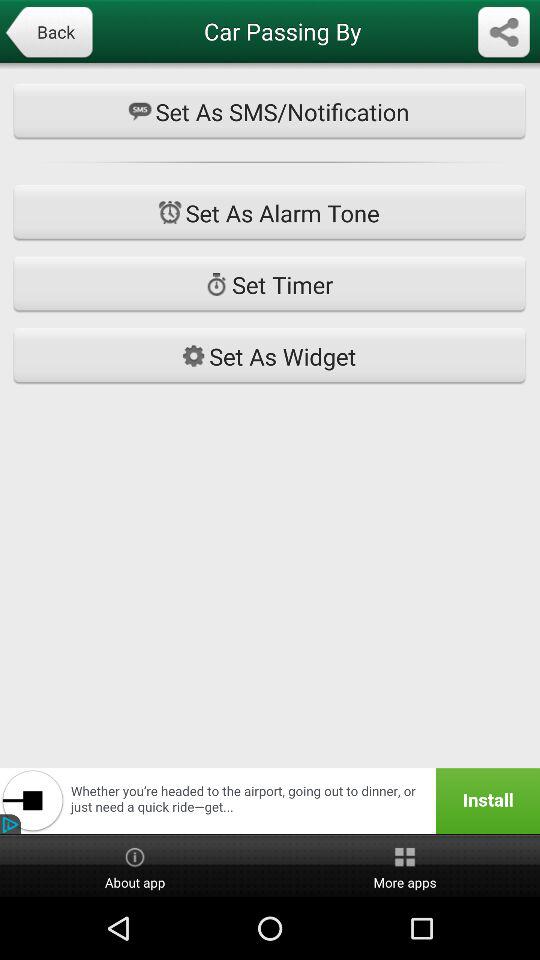 Back
Car Passing By
SMS
Set As SMS/Notification
Set As Alarm Tone
Set Timer
Set As Widget
Whether you're headed to the airport, going out to dinner, or
just need a quick ride—get...
Install
About app
More apps